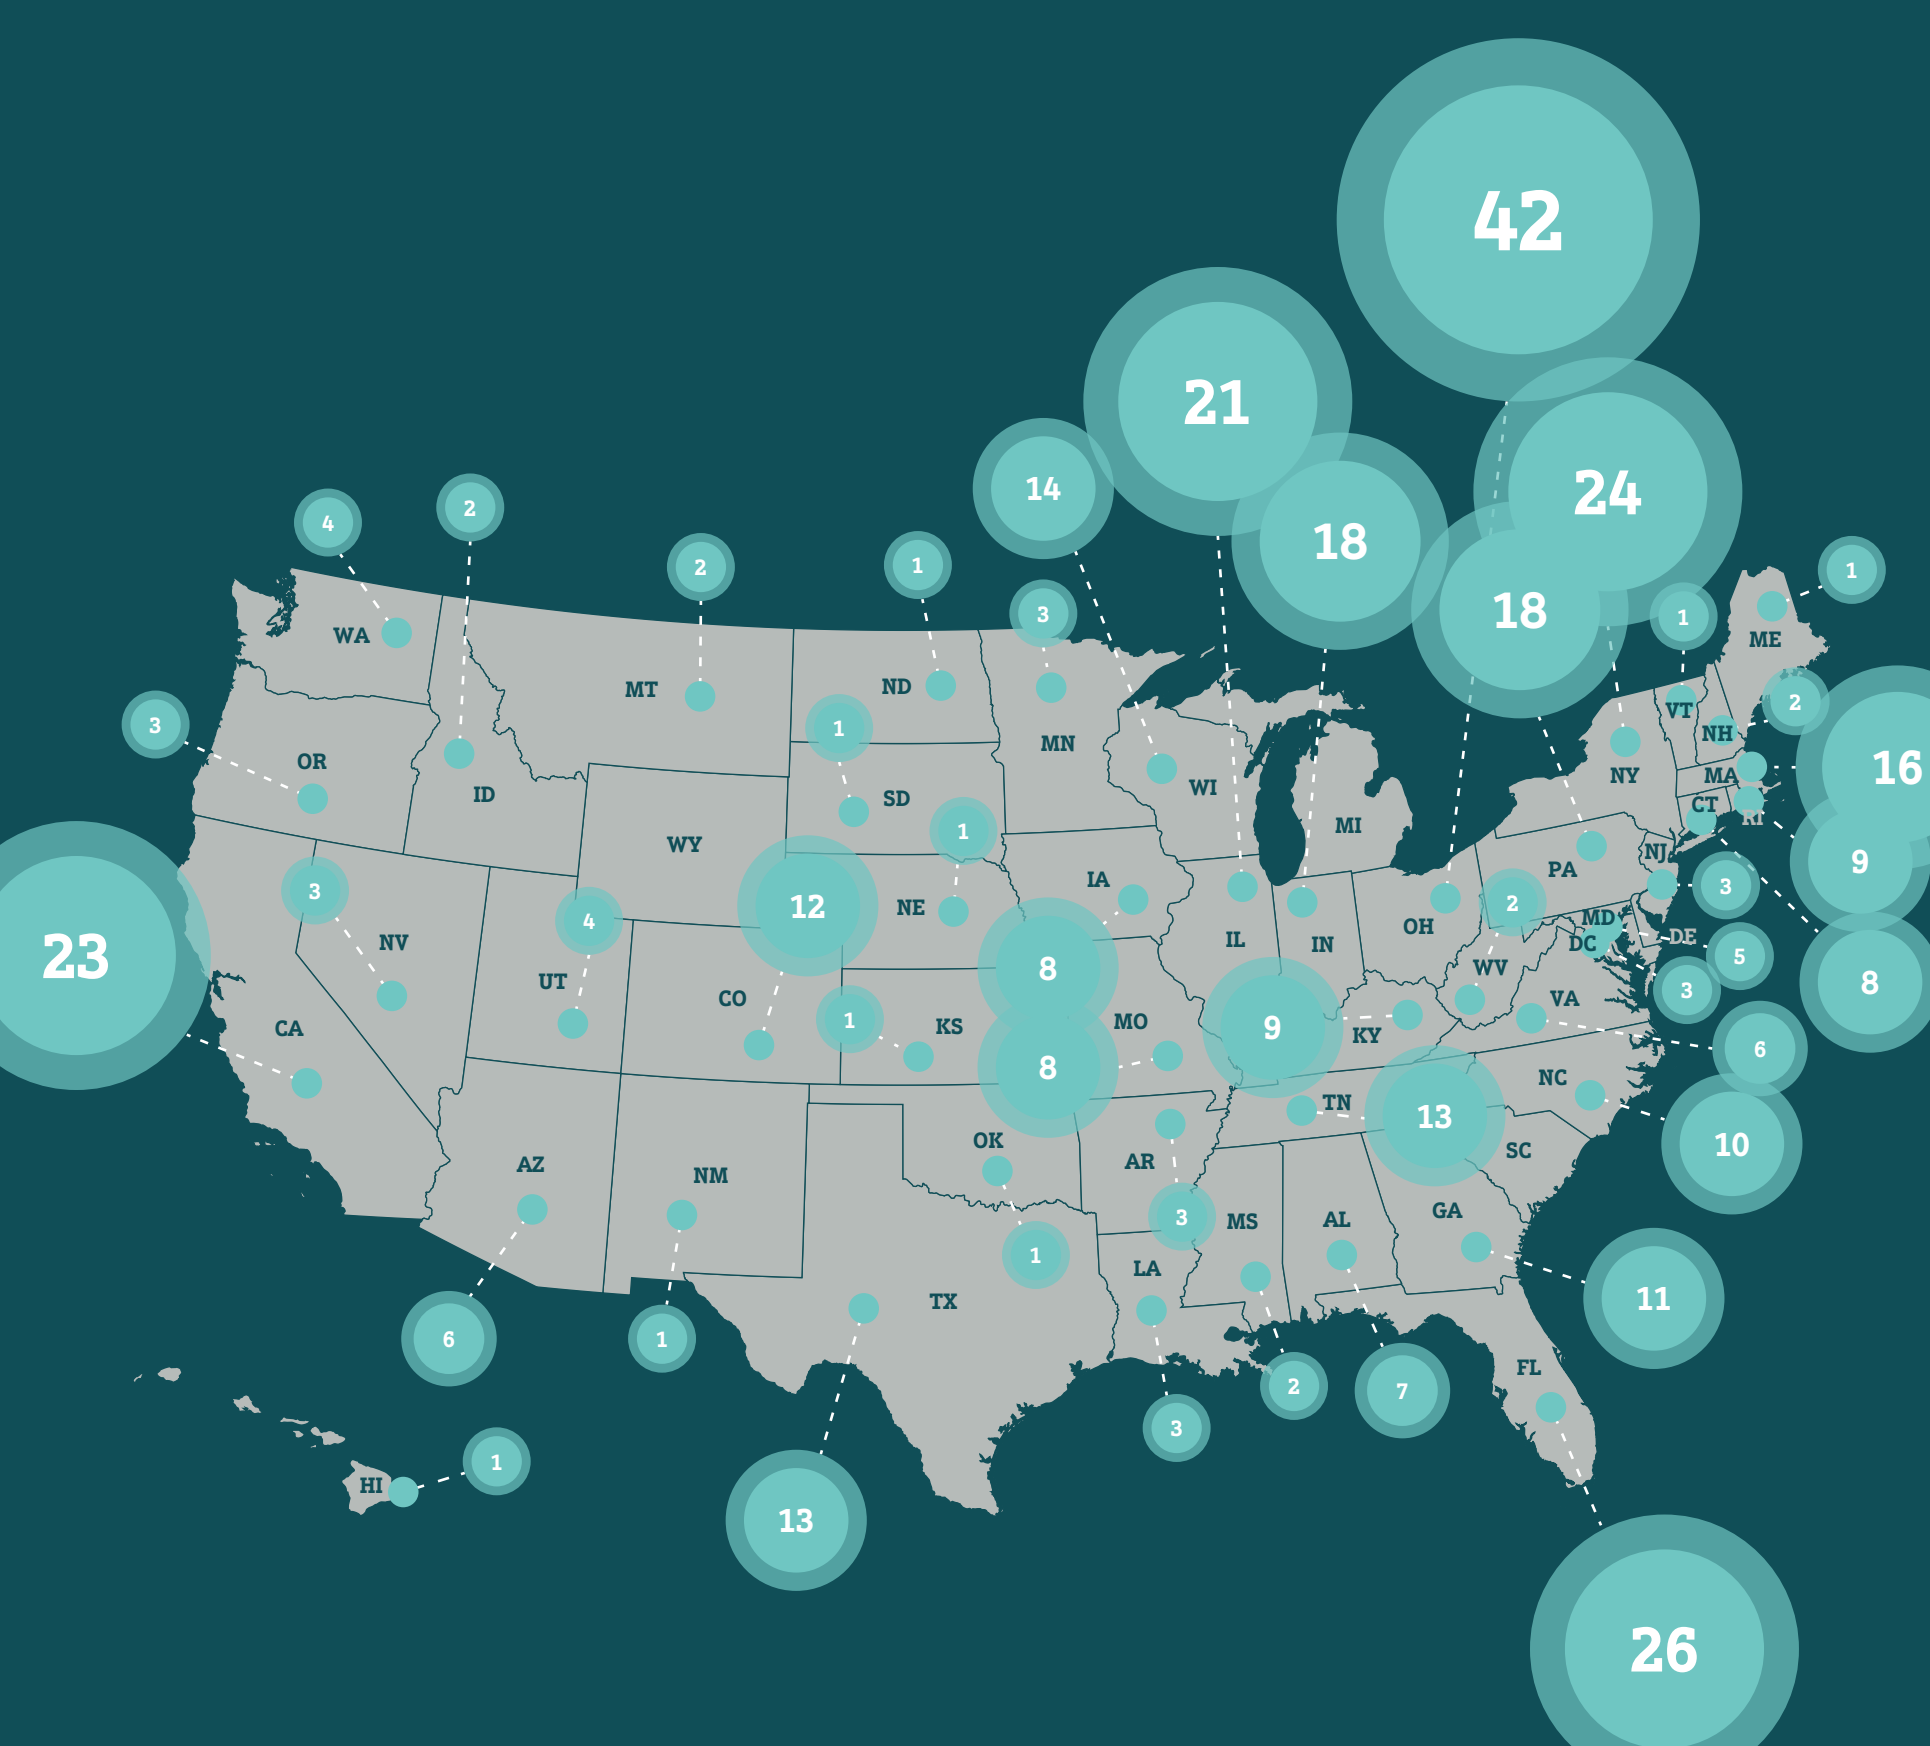 42
21
24
14
18
18
4
2
2
1
3
1
1
WA
ME
MT
ND
2
VT
3
1
NH
OR
MN
16
NY
MA
ID
SD
WI
CT
RI
MI
1
WY
NJ
9
PA
IA
3
3
12
NE
2
4
MD
OH
DC
DE
NV
IL
IN
23
5
8
WV
UT
8
3
CO
VA
1
KS
MO
9
CA
KY
6
8
NC
TN
13
10
OK
SC
AR
AZ
NM
GA
3
MS
AL
1
LA
TX
11
6
1
FL
2
7
3
1
HI
13
26